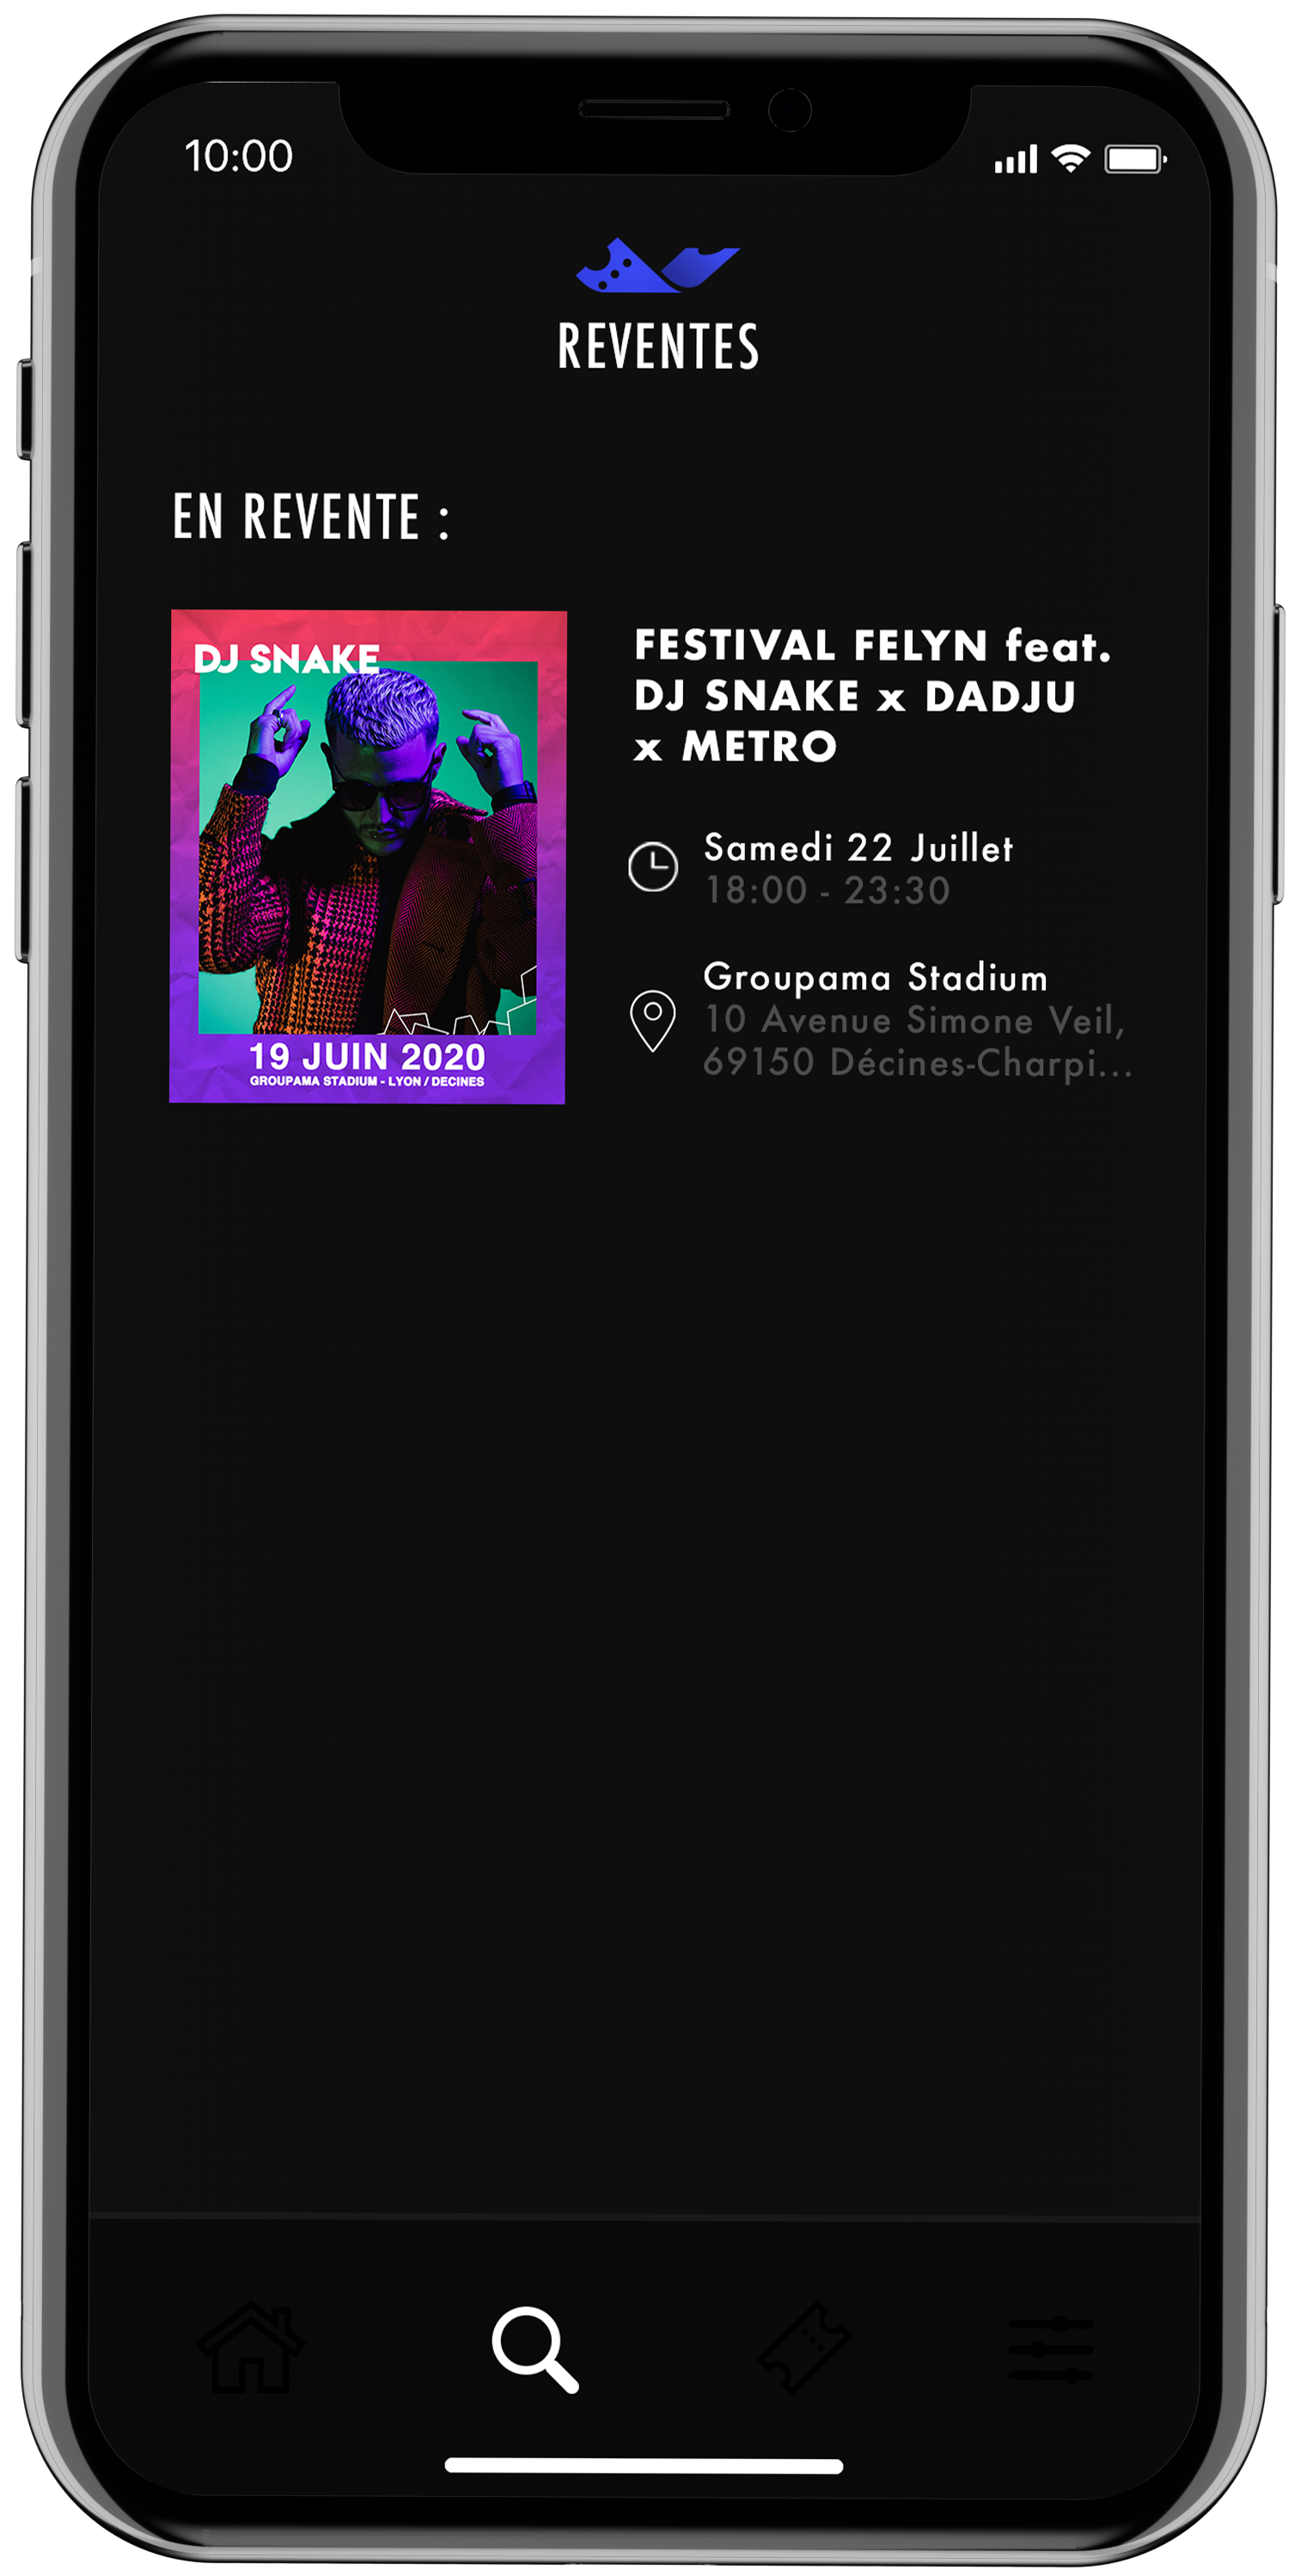 10:00
REVENTES
EN REVENTE :
DJ SNAKE
19 JUIN 2020
GROUPAMA STADIUM - LYON / DECINES
FESTIVAL FELYN feat.
DJ SNAKE x DADJU
x METRO
Samedi 22 Juillet
18:00 - 23:30
Groupama Stadium
10 Avenue Simone Veil,
69150 Décines-Charpi...